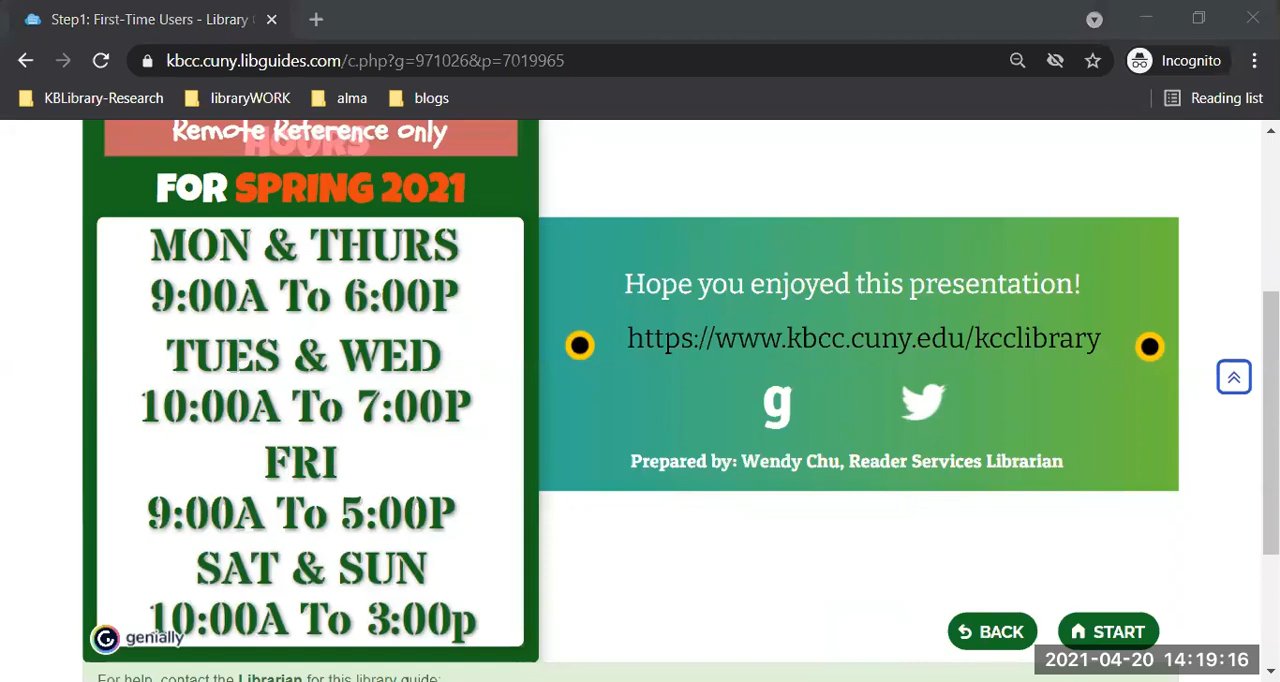 Step1: First-Time Users - Library
kbcc.cuny.libguides.com/c.php?g=971026&p=7019965
Incognito
KBLibrary-Research
libraryWORK
alma
blogs
Reading list
Remote Reference only
HOURS
FOR SPRING 2021
MON & THURS
9:00A To 6:00P
TUES & WED
10:00A To 7:00P
FRI
9:00A To 5:00P
SAT & SUN
10:00A To 3:00p
genially
Hope you enjoyed this presentation!
https://www.kbcc.cuny.edu/kcclibrary
g
Prepared by: Wendy Chu, Reader Services Librarian
BACK
START
2021-04-20 14:19:16
For help, contact the Librarian for this library guide: